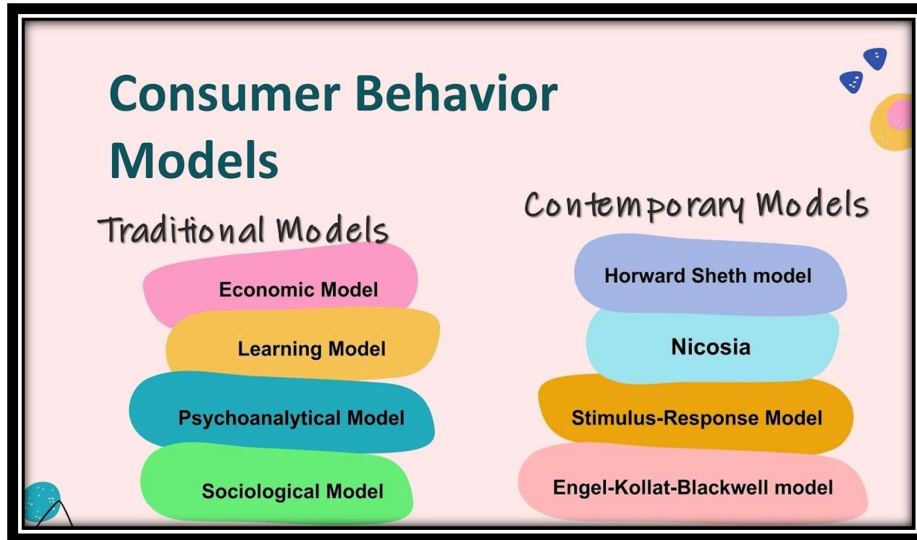 Consumer Behavior
Models
Traditional Models
Economic Model
Learning Model
Psychoanalytical Model
Sociological Model
Contemporary Models
Horward Sheth model
Nicosia
Stimulus-Response Model
Engel-Kollat-Blackwell model